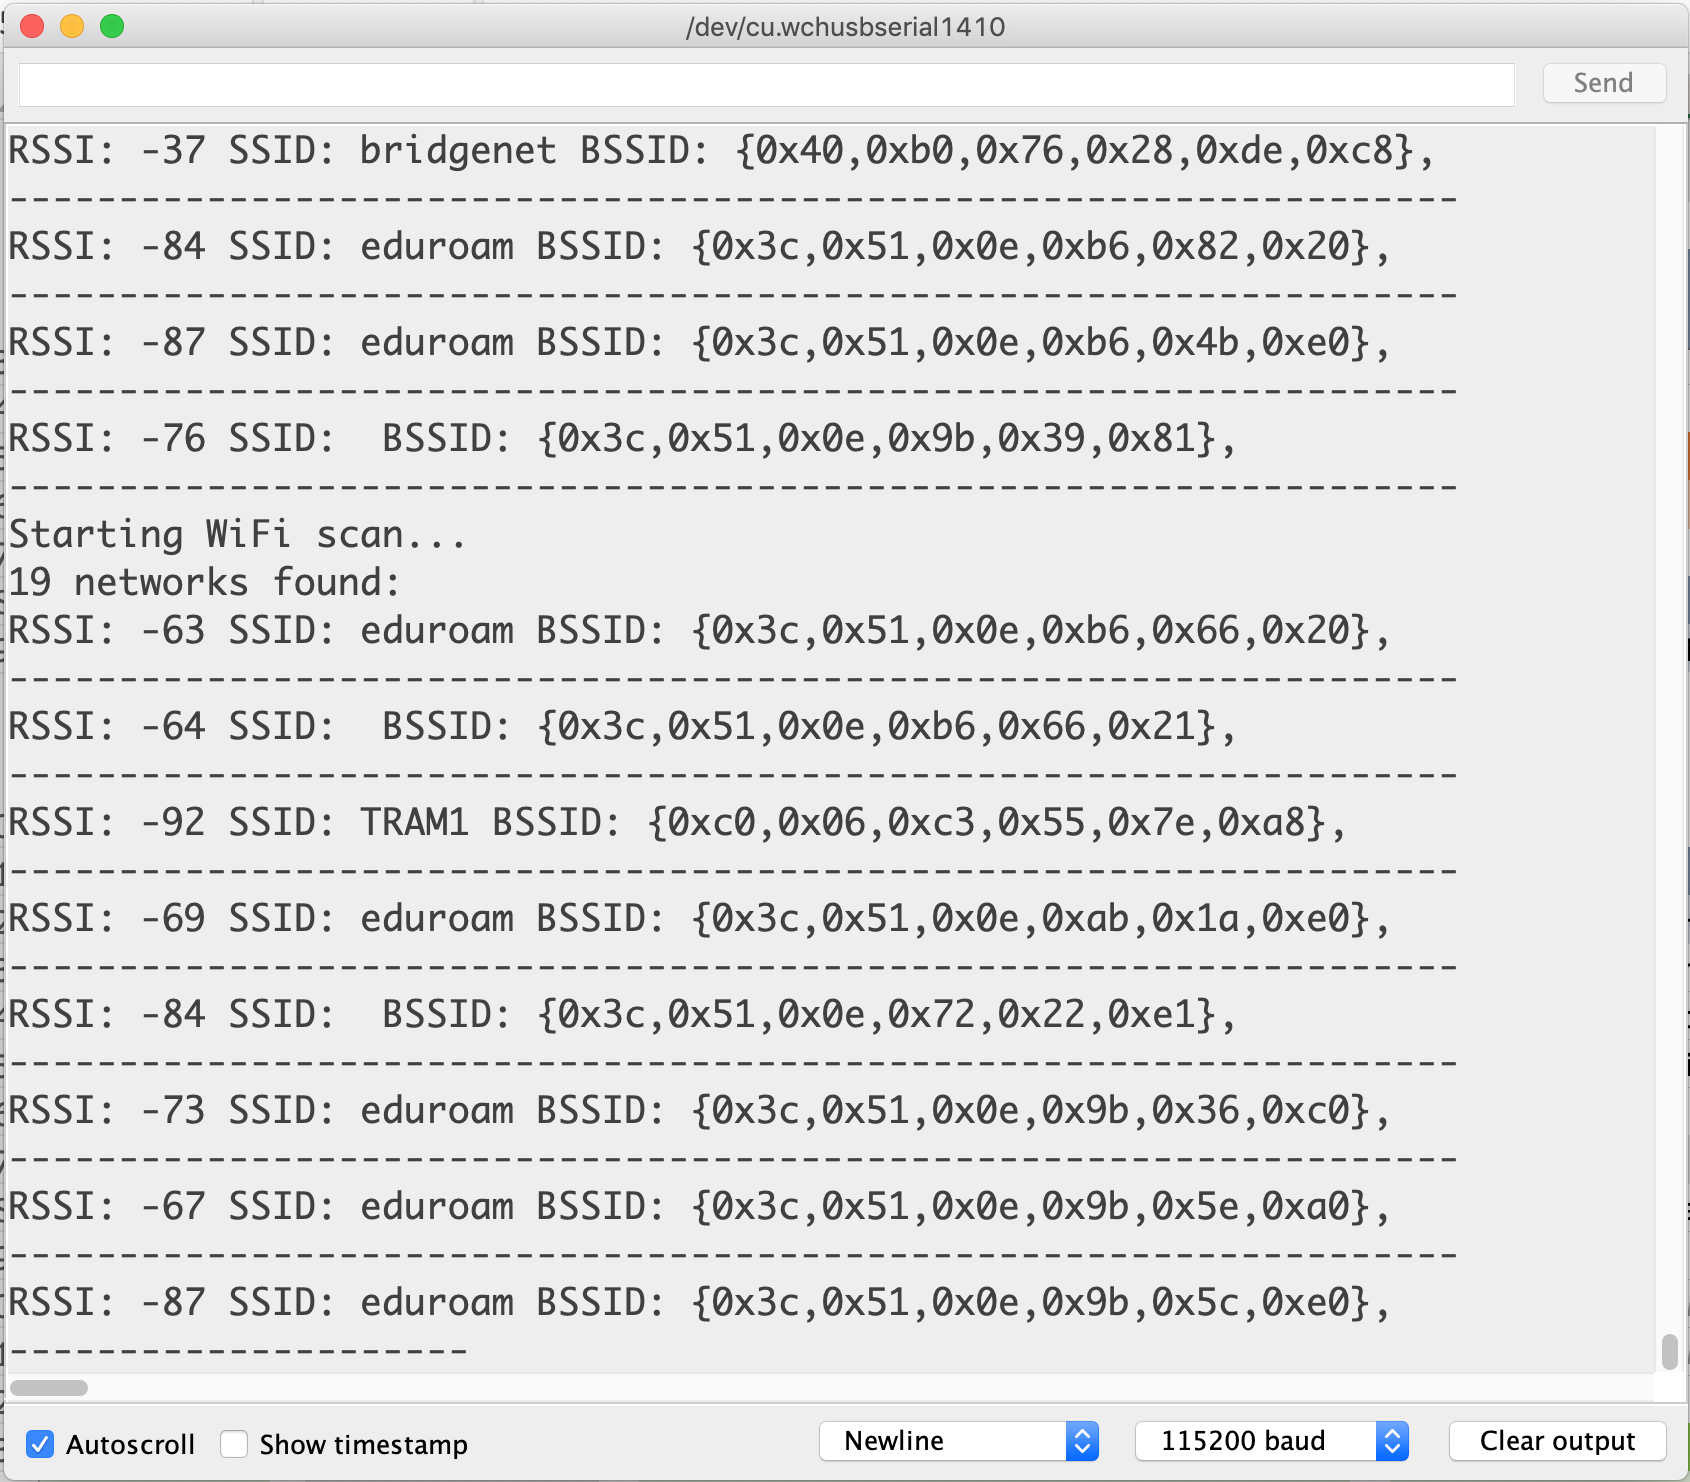 /dev/cu.wchusbserial1410
Send
RSSI: -37 SSID: bridgenet BSSID: {0x40,0xb0,0x76,0x28,0xde,0xc8},
------------------------------------------------------------------
RSSI: -84 SSID: eduroam BSSID: {0x3c,0x51,0x0e,0xb6,0x82,0x20},
------------------------------------------------------------------
RSSI: -87 SSID: eduroam BSSID: {0x3c,0x51,0x0e,0xb6,0x4b,0xe0},
------------------------------------------------------------------
RSSI: -76 SSID:  BSSID: {0x3c,0x51,0x0e,0x9b,0x39,0x81},
------------------------------------------------------------------
Starting WiFi scan...
19 networks found:
RSSI: -63 SSID: eduroam BSSID: {0x3c,0x51,0x0e,0xb6,0x66,0x20},
------------------------------------------------------------------
RSSI: -64 SSID:  BSSID: {0x3c,0x51,0x0e,0xb6,0x66,0x21},
------------------------------------------------------------------
RSSI: -92 SSID: TRAM1 BSSID: {0xc0,0x06,0xc3,0x55,0x7e,0xa8},
------------------------------------------------------------------
RSSI: -69 SSID: eduroam BSSID: {0x3c,0x51,0x0e,0xab,0x1a,0xe0},
------------------------------------------------------------------
RSSI: -84 SSID:  BSSID: {0x3c,0x51,0x0e,0x72,0x22,0xe1},
------------------------------------------------------------------
RSSI: -73 SSID: eduroam BSSID: {0x3c,0x51,0x0e,0x9b,0x36,0xc0},
------------------------------------------------------------------
RSSI: -67 SSID: eduroam BSSID: {0x3c,0x51,0x0e,0x9b,0x5e,0xa0},
------------------------------------------------------------------
RSSI: -87 SSID: eduroam BSSID: {0x3c,0x51,0x0e,0x9b,0x5c,0xe0},
---------------------
Autoscroll Show timestamp Newline 115200 baud Clear output